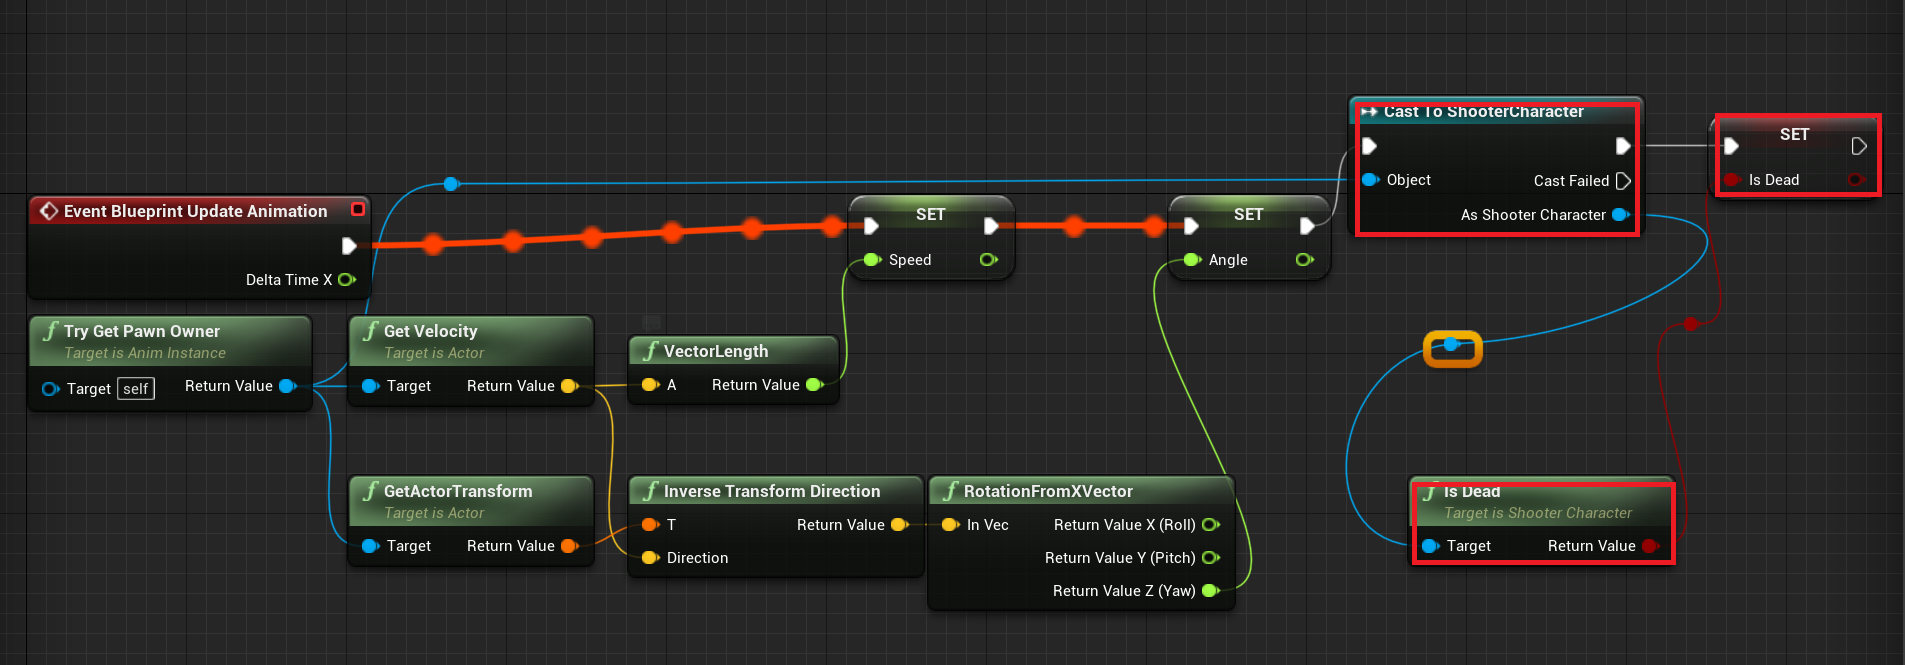 Cast To ShooterCharacter
Object
Cast Failed
As Shooter Character
SET
Is Dead
Event Blueprint Update Animation
Delta Time X
SET
Speed
SET
Angle
Try Get Pawn Owner
Target is Anim Instance
Target self
Return Value
Get Velocity
Target is Actor
Target
Return Value
VectorLength
A
Return Value
GetActorTransform
Target is Actor
Target
Return Value
Inverse Transform Direction
T
Return Value
Direction
RotationFromXVector
In Vec
Return Value X (Roll)
Return Value Y (Pitch)
Return Value Z (Yaw)
Is Dead
Target is Shooter Character
Target
Return Value